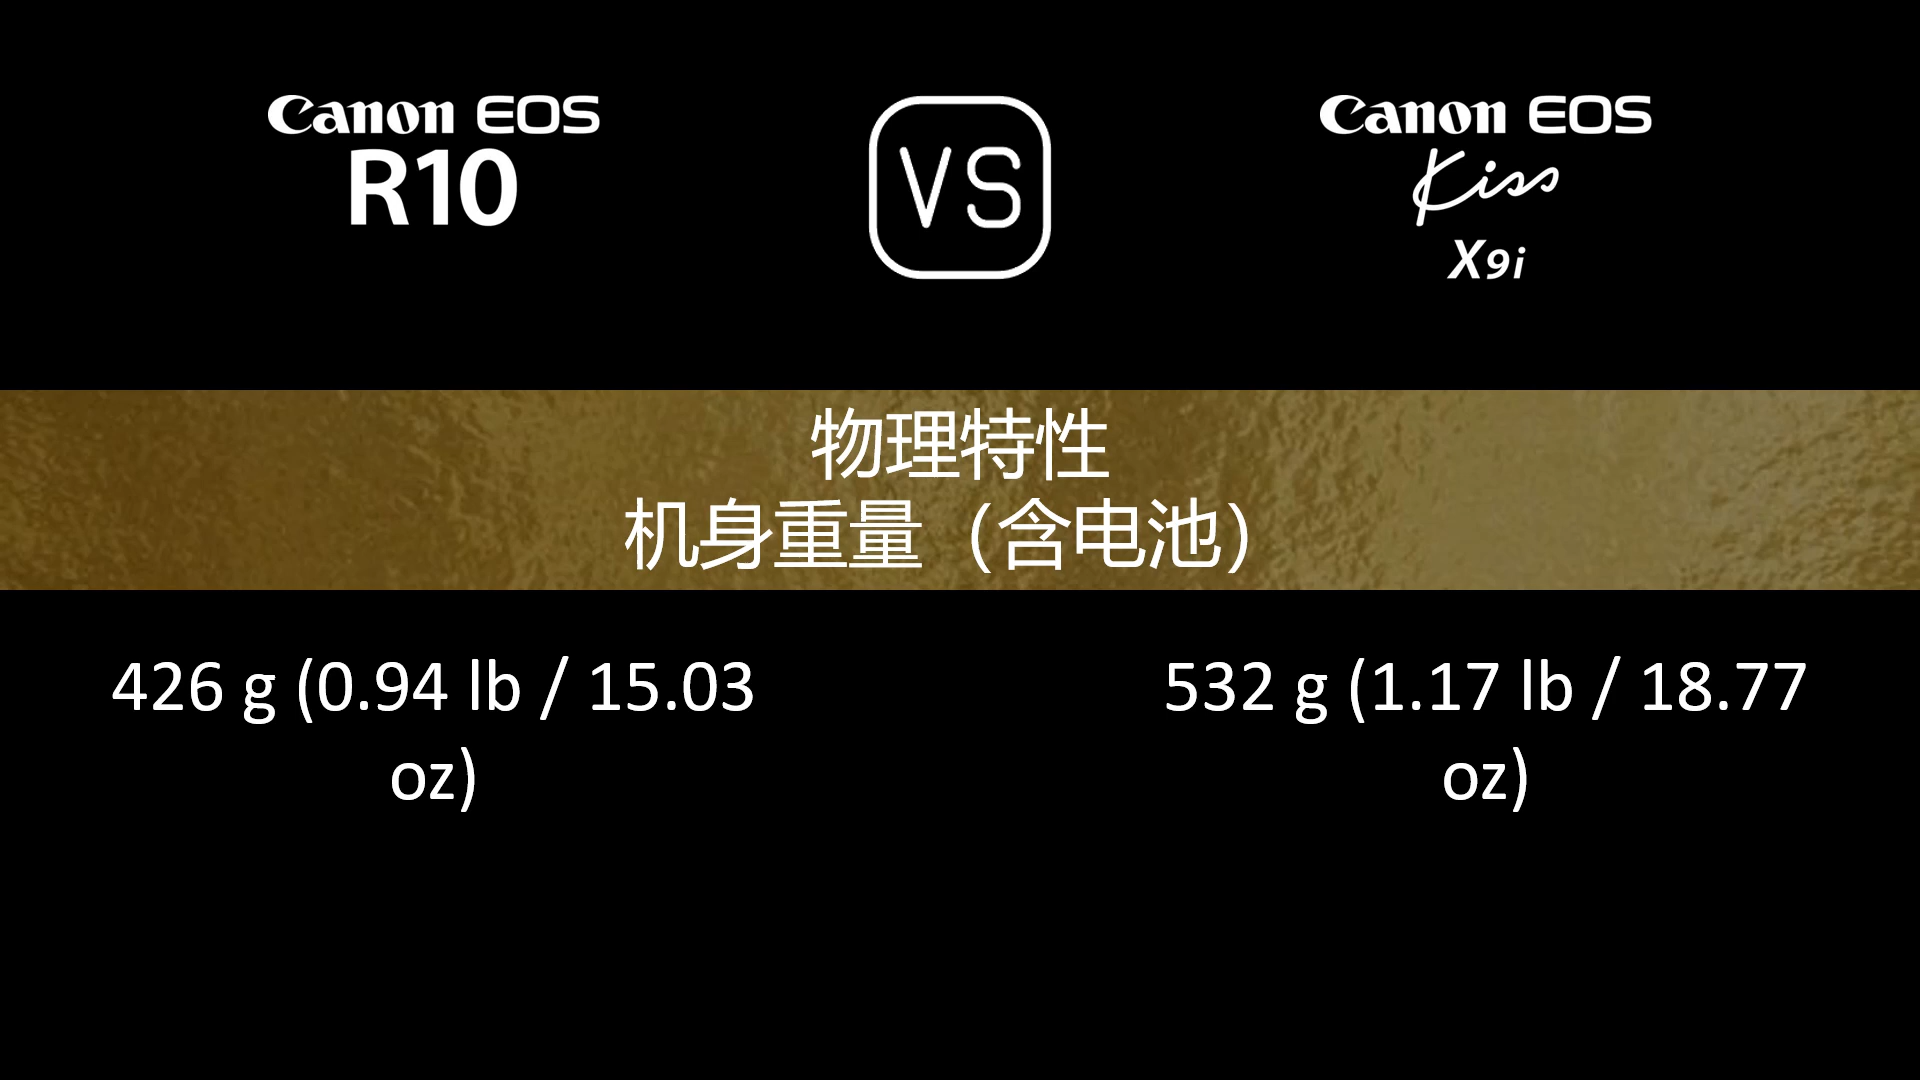 Canon EOS
R10
VS
Canon EOS
Kiss
X9i
物理特性
机身重量（含电池）
426 g (0.94 lb / 15.03
oz)
532 g (1.17 lb / 18.77
oz)